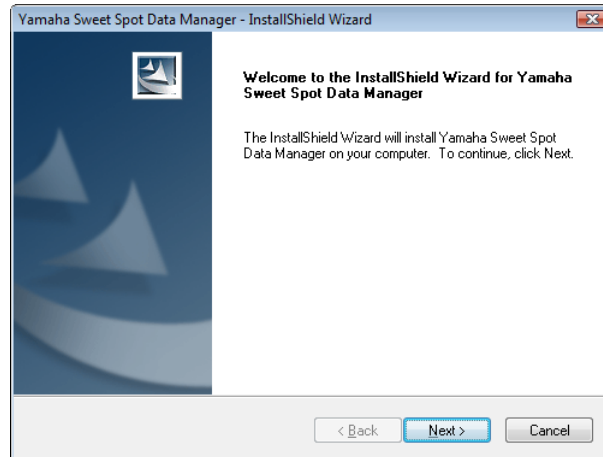 Yamaha Sweet Spot Data Manager - InstallShield Wizard
Welcome to the InstallShield Wizard for Yamaha
Sweet Spot Data Manager
The InstallShield Wizard will install Yamaha Sweet Spot
Data Manager on your computer. To continue, click Next.
< Back Next > Cancel